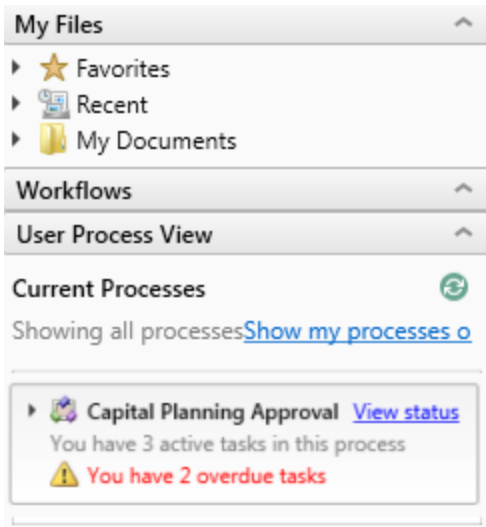 My Files
Favorites
Recent
My Documents
Workflows
User Process View
Current Processes
Showing all processesShow my processes o
Capital Planning Approval View status
You have 3 active tasks in this process
You have 2 overdue tasks